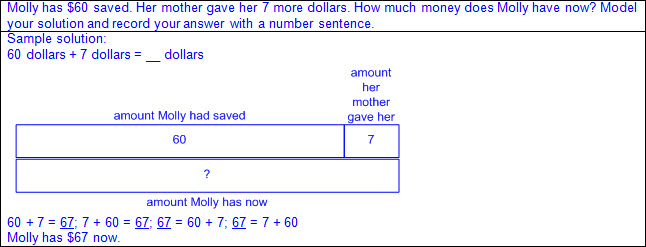 Molly has $60 saved. Her mother gave her 7 more dollars. How much money does Molly have now? Model
your solution and record your answer with a number sentence.
Sample solution:
60 dollars + 7 dollars = __ dollars
amount
her
mother
gave her
amount Molly had saved
60
7
?
amount Molly has now
60 + 7 = 67; 7 + 60 = 67; 67 = 60 + 7; 67 = 7 + 60
Molly has $67 now.